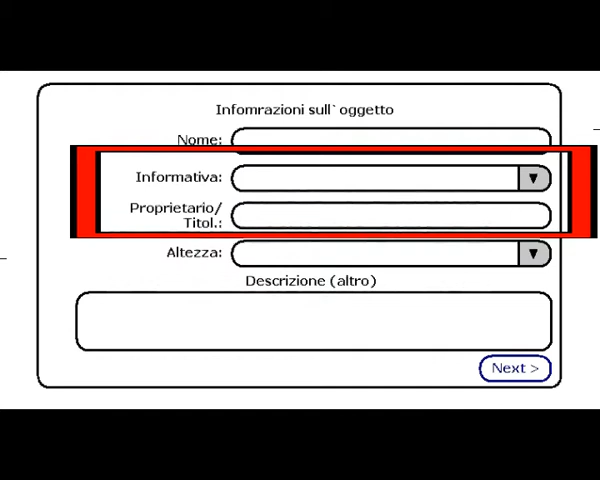 Infomrazioni sull`oggetto
Nome:
Informativa:
Proprietario/
Titol.:
Altezza:
Descrizione (altro)
Next >